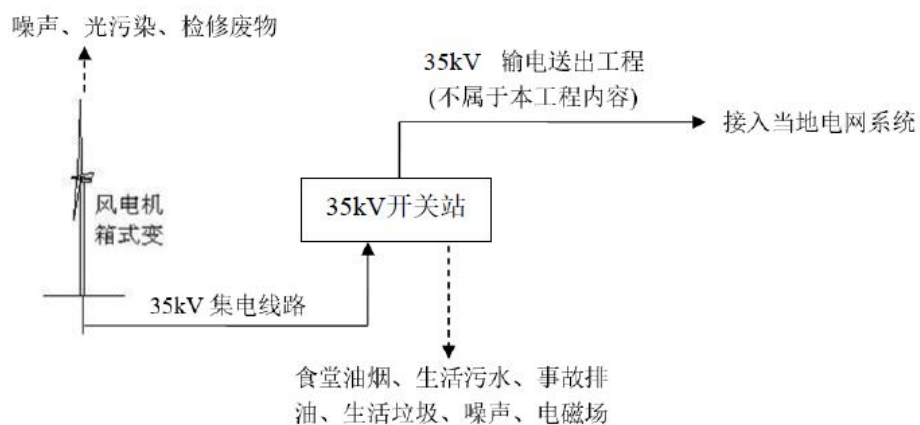 噪声、光污染、检修废物
35kV 输电送出工程
(不属于本工程内容)
接入当地电网系统
35kV开关站
风电机
箱式变
35kV 集电线路
食堂油烟、生活污水、事故排
油、生活垃圾、噪声、电磁场